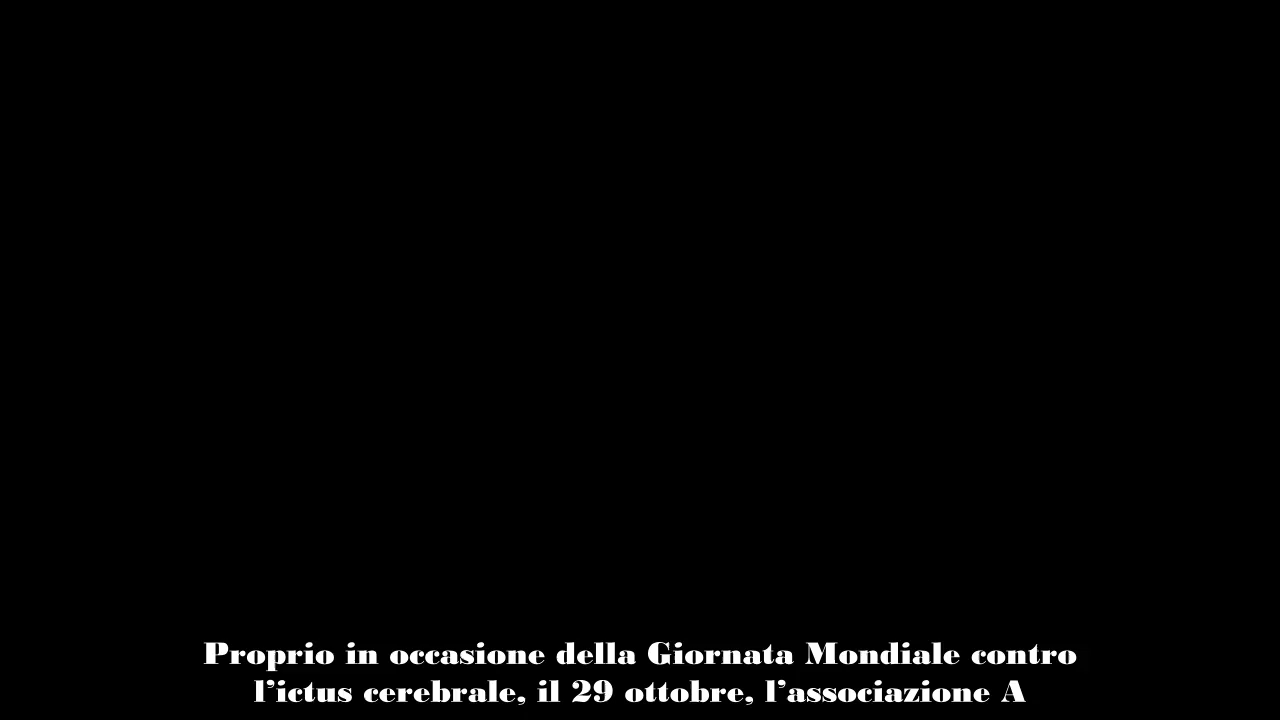 Proprio in occasione della Giornata Mondiale contro
l’ictus cerebrale, il 29 ottobre, l’associazione A